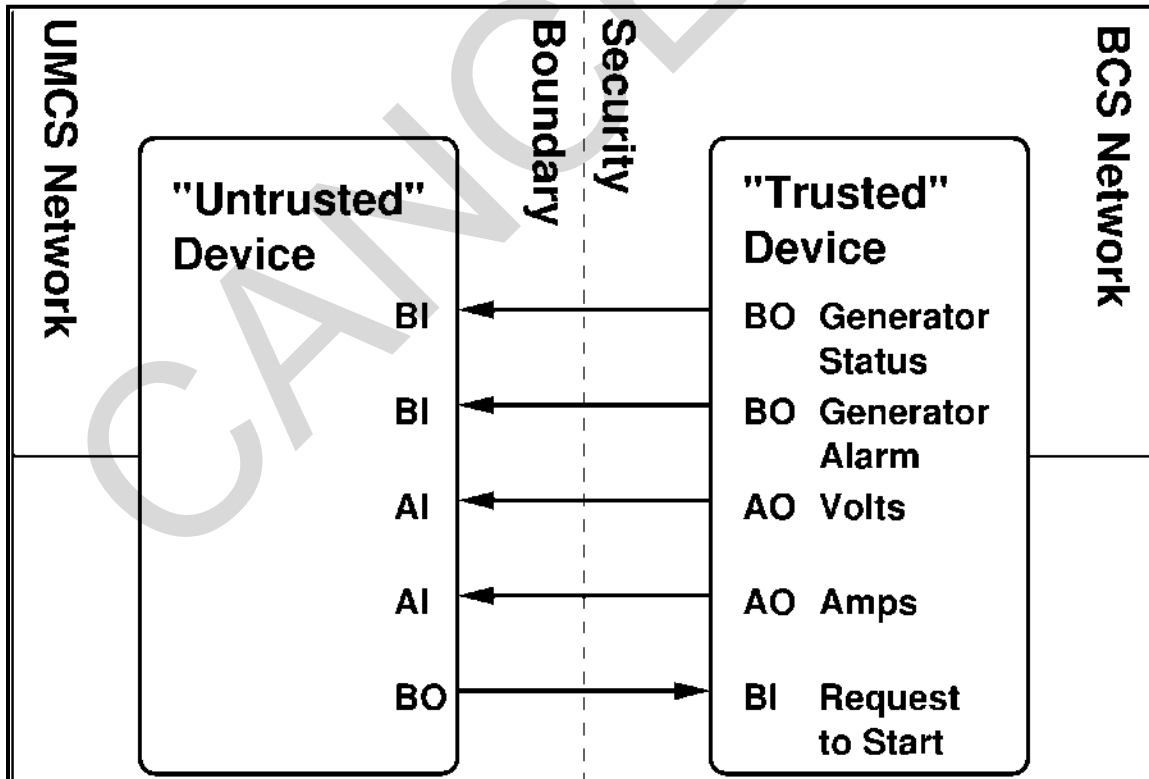 UMCS Network
Boundary
Security
BCS Network
"Untrusted"
Device
"Trusted"
Device
BI
BO Generator
Status
BI
BO Generator
Alarm
AI
AO Volts
AI
AO Amps
BO
BI Request
to Start
CANCE